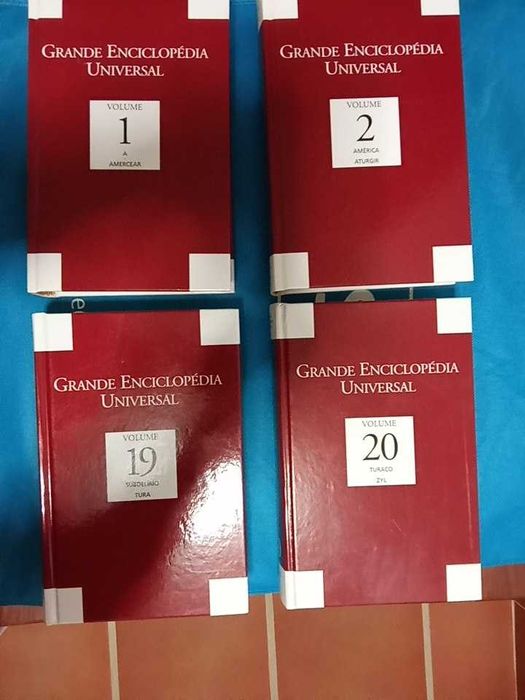 GRANDE ENCICLOPÉDIA
UNIVERSAL
VOLUME
1
A
AMERCEAR
GRANDE ENCICLOPÉDIA
UNIVERSAL
VOLUME
2
AMÉRICA
ATURGIR
GRANDE ENCICLOPÉDIA
UNIVERSAL
VOLUME
19
SUBDELÍRIO
TURA
GRANDE ENCICLOPÉDIA
UNIVERSAL
VOLUME
20
TURACO
ZYL